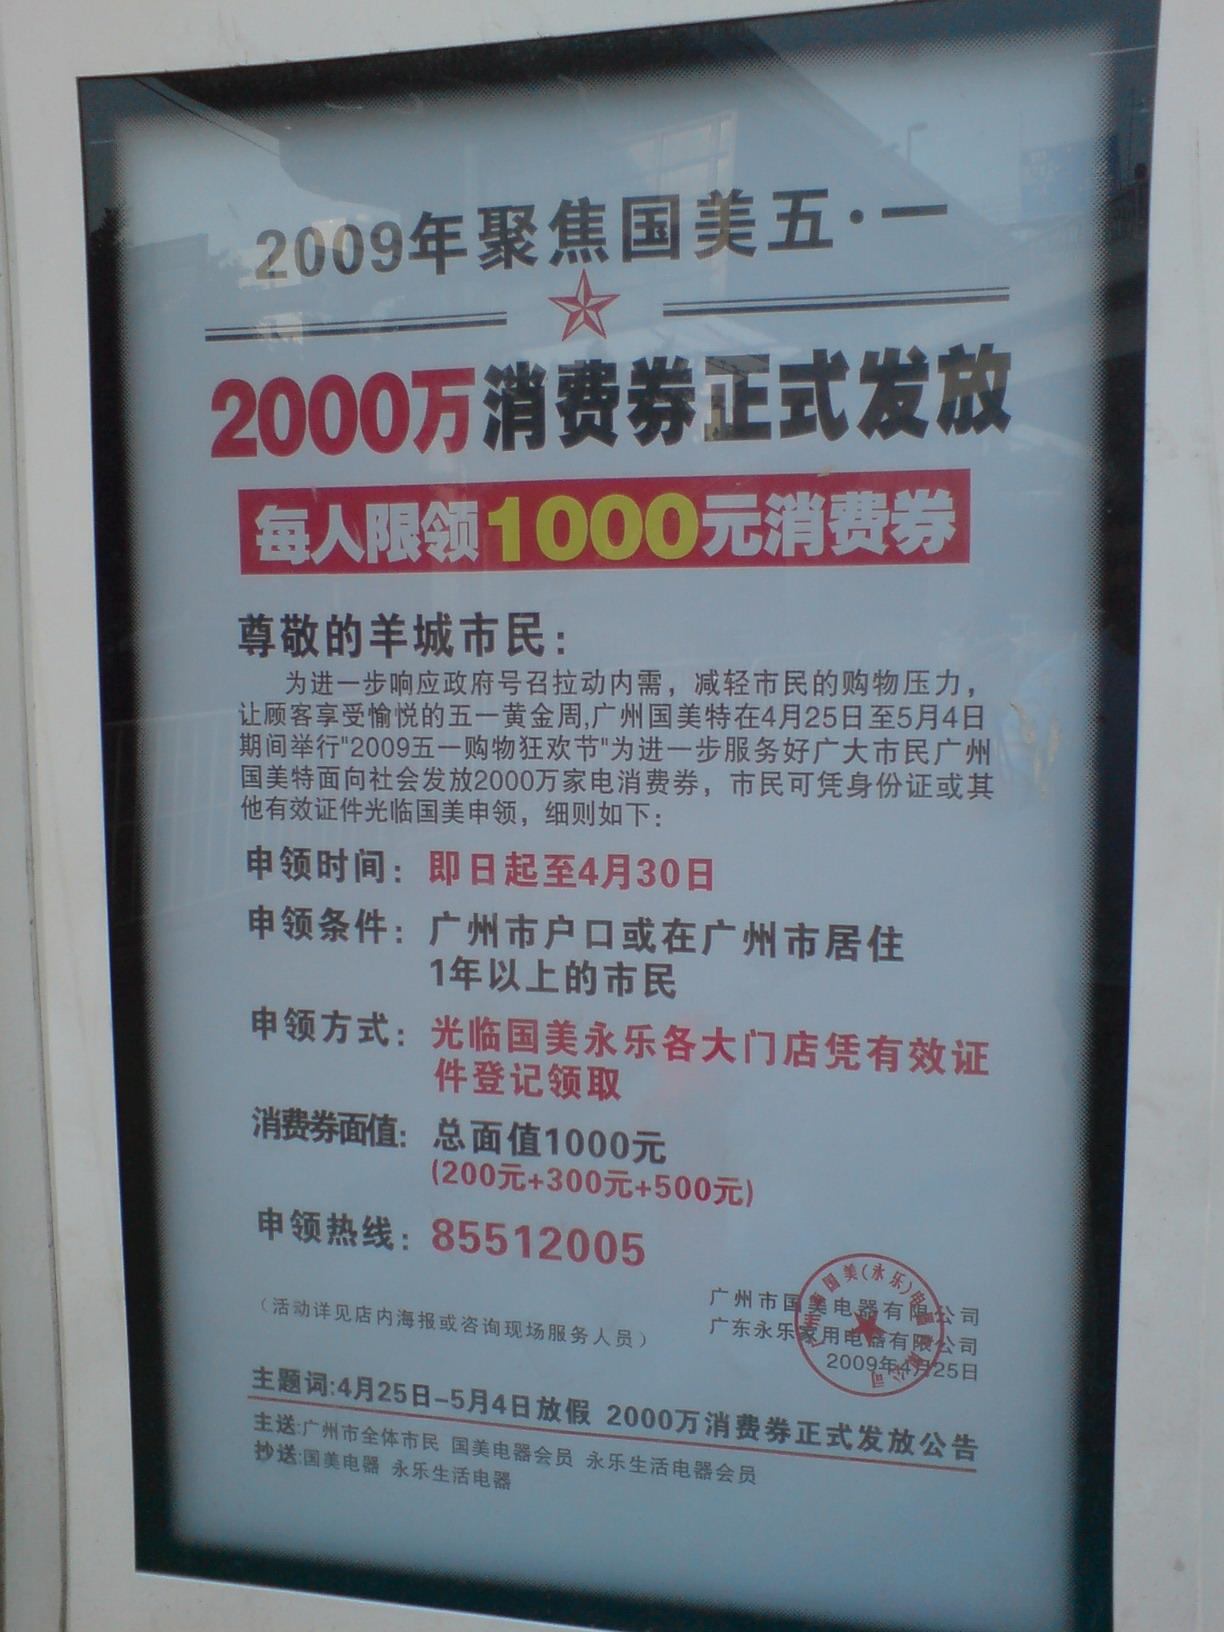 2009年聚焦国美五·一
2000万消费券正式发放
每人限领1000元消费券
尊敬的羊城市民：
为进一步响应政府号召拉动内需，减轻市民的购物压力，
让顾客享受愉悦的五一黄金周,广州国美特在4月25日至5月4日
期间举行"2009五一购物狂欢节"为进一步服务好广大市民广州
国美特面向社会发放2000万家电消费券，市民可凭身份证或其
他有效证件光临国美申领，细则如下：
申领时间：即日起至4月30日
申领条件：广州市户口或在广州市居住
1年以上的市民
申领方式：光临国美永乐各大门店凭有效证
件登记领取
消费券面值：总面值1000元
(200元+300元+500元)
申领热线：85512005
（活动详见店内海报或咨询现场服务人员）
广州市国美电器有限公司
广东永乐家用电器有限公司
2009年4月25日
主题词:4月25日-5月4日放假 2000万消费券正式发放公告
主送:广州市全体市民 国美电器会员 永乐生活电器会员
抄送:国美电器 永乐生活电器